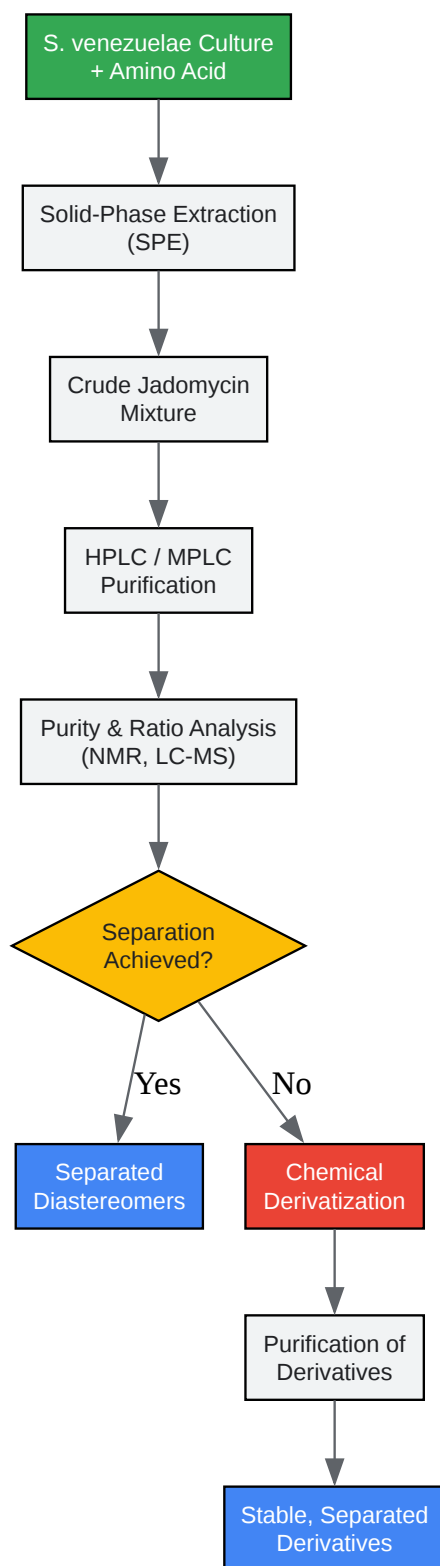 S. venezuelae Culture
+ Amino Acid
Solid-Phase Extraction
(SPE)
Crude Jadomycin
Mixture
HPLC / MPLC
Purification
Purity & Ratio Analysis
(NMR, LC-MS)
Separation
Achieved?
Yes
No
Separated
Diastereomers
Chemical
Derivatization
Purification of
Derivatives
Stable, Separated
Derivatives